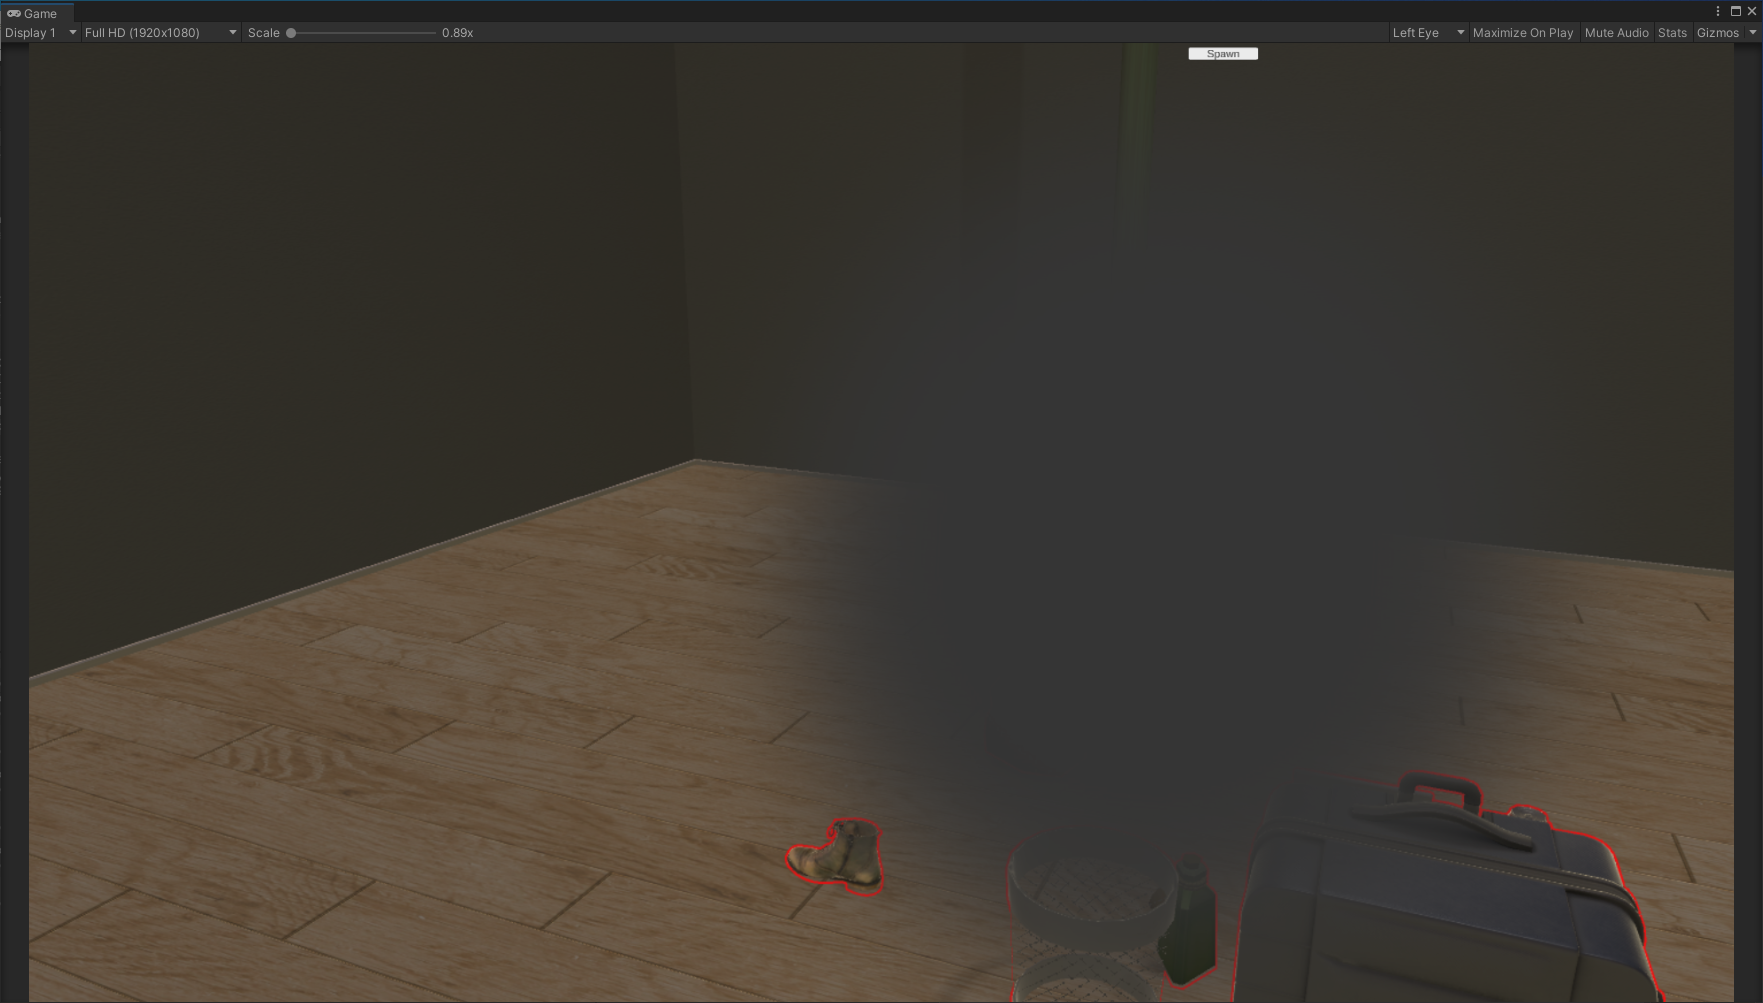 Game
Display 1 Full HD (1920x1080) Scale 0.89x Left Eye Maximize On Play Mute Audio Stats Gizmos
Spawn